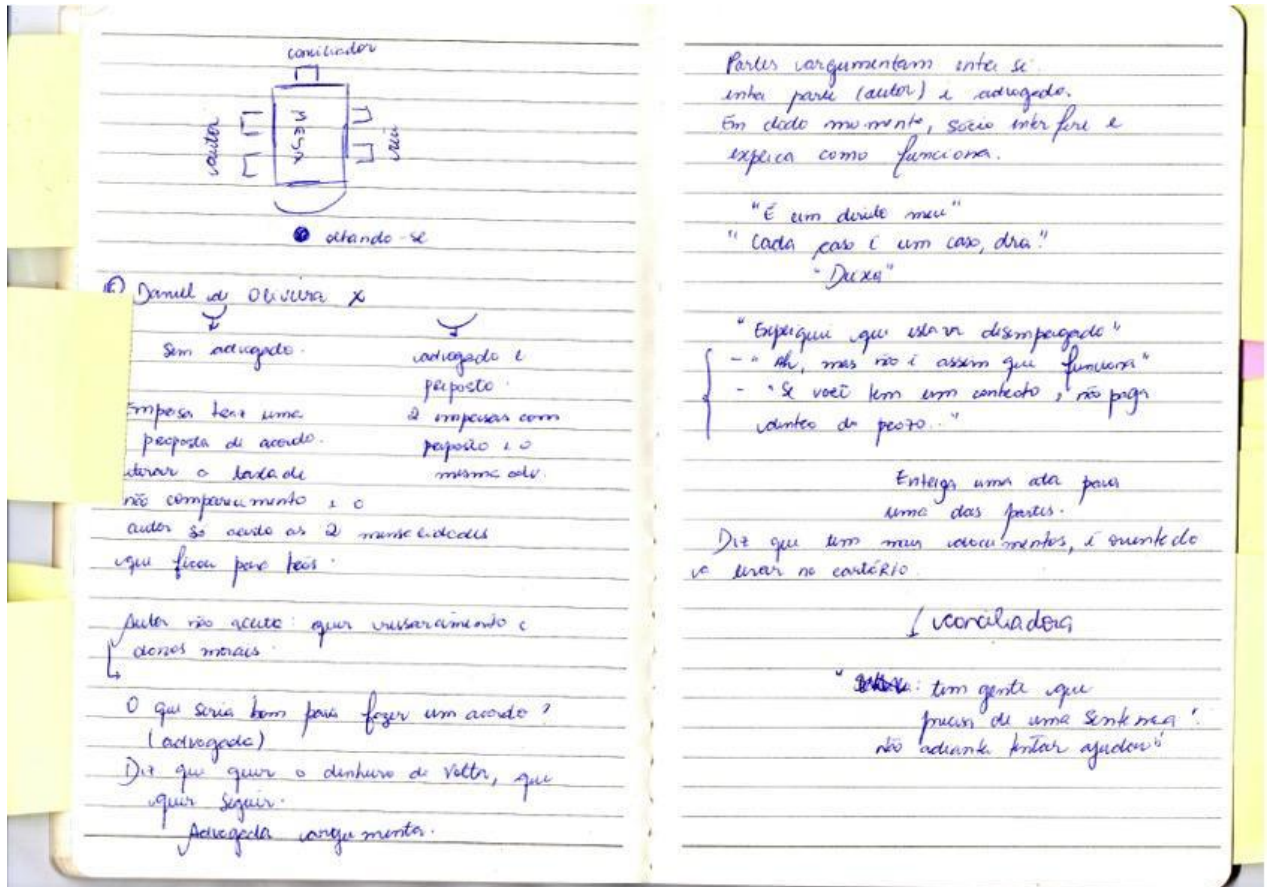 conciliador
autor
MESA
réu
olhando-se
Daniel de Oliveira X
Sem advogado.
advogado e
preposto.
Empresa traz uma
proposta de acordo.
2 empresas com
preposto e o
mesmo adv.
a taxa de
não comparecimento e o
autor só aceita as 2 mensalidades
que ficou para trás.
Autor não aceita: quer ressarcimento e
danos morais.
O que seria bom para fazer um acordo?
(advogada)
Diz que quer o dinheiro de volta, que
quer seguir.
Advogada argumenta.
Partes argumentam entre si
entre parte (autor) e advogado.
Em dado momento, sócio interfere e
explica como funciona.
"É um direito meu"
"Cada caso é um caso, dra."
"Deixa"
"Expliquei que estava desempregado"
- "Ah, mas não é assim que funciona"
- "Se você tem um contrato, não paga
dentro do prazo..."
Entrega uma ata para
uma das partes.
Diz que tem mais documentos, é orientado
a levar no cartório.
conciliadora
": tem gente que
precisa de uma sentença.
não adianta tentar ajudar"